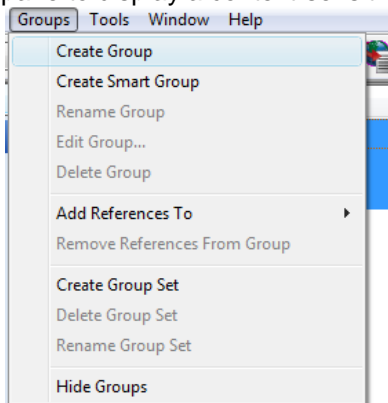 Groups Tools Window Help
Create Group
Create Smart Group
Rename Group
Edit Group...
Delete Group
Add References To
Remove References From Group
Create Group Set
Delete Group Set
Rename Group Set
Hide Groups